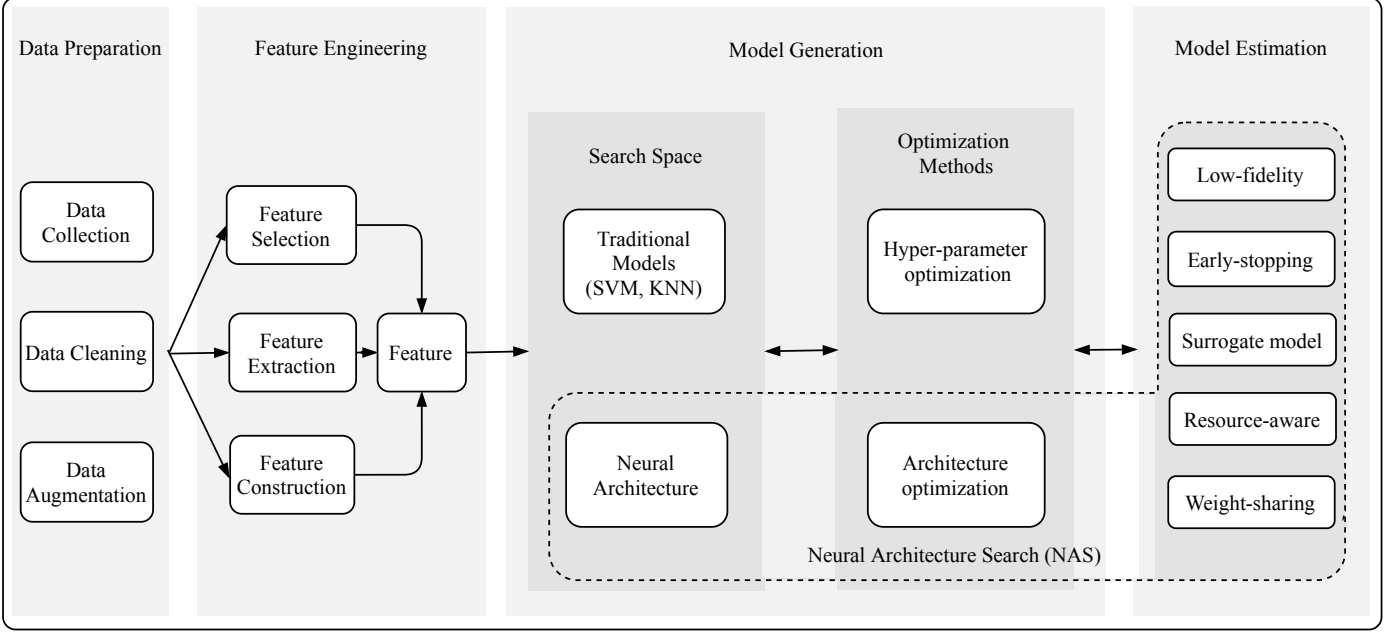 Data Preparation
Feature Engineering
Model Generation
Model Estimation
Data
Collection
Data Cleaning
Data
Augmentation
Feature
Selection
Feature
Extraction
Feature
Construction
Feature
Search Space
Traditional
Models
(SVM, KNN)
Neural
Architecture
Optimization
Methods
Hyper-parameter
optimization
Architecture
optimization
Neural Architecture Search (NAS)
Low-fidelity
Early-stopping
Surrogate model
Resource-aware
Weight-sharing